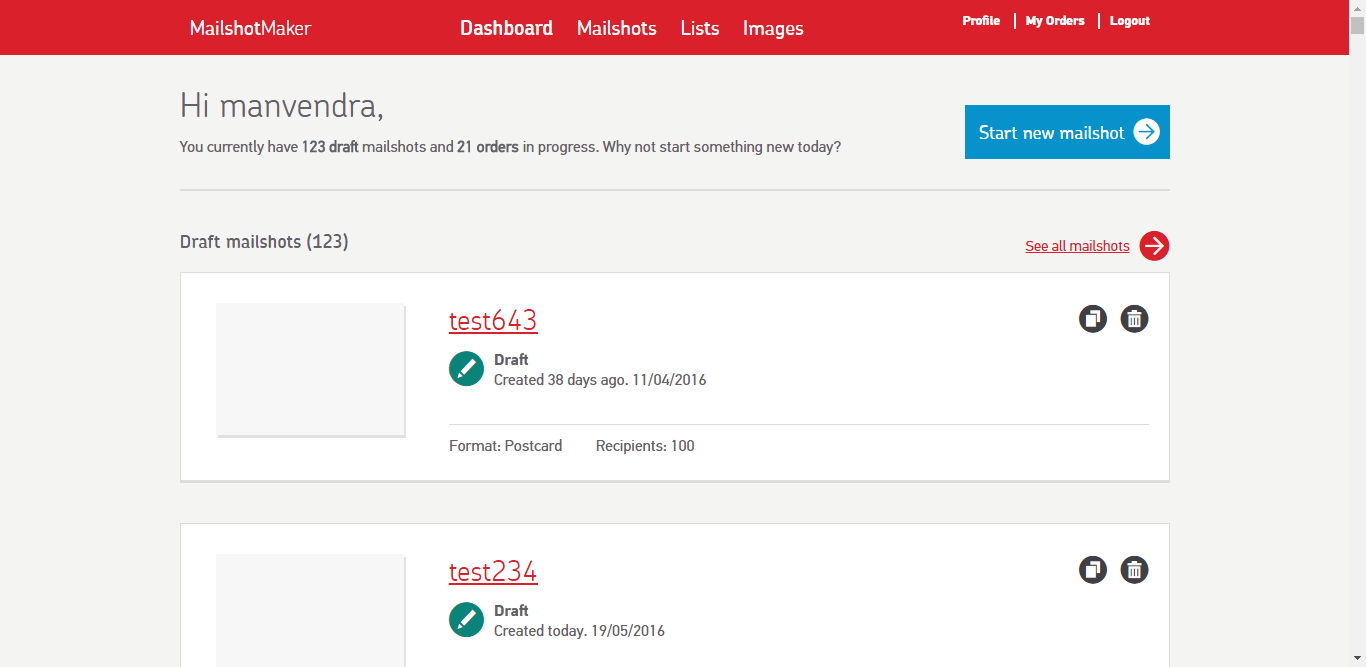 MailshotMaker Dashboard Mailshots Lists Images Profile My Orders Logout
Hi manvendra,
You currently have 123 draft mailshots and 21 orders in progress. Why not start something new today?
Start new mailshot
Draft mailshots (123)
See all mailshots
test643
Draft
Created 38 days ago. 11/04/2016
Format: Postcard Recipients: 100
test234
Draft
Created today. 19/05/2016